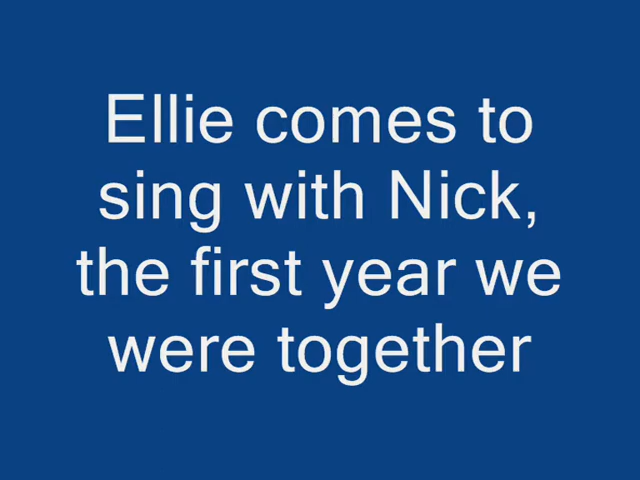 Ellie comes to
sing with Nick,
the first year we
were together